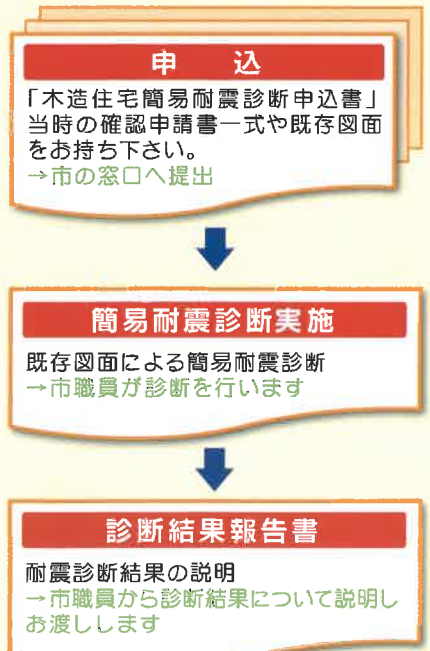 申　込
「木造住宅簡易耐震診断申込書」
当時の確認申請書一式や既存図面
をお持ち下さい。
→市の窓口へ提出
簡易耐震診断実施
既存図面による簡易耐震診断
→市職員が診断を行います
診断結果報告書
耐震診断結果の説明
→市職員から診断結果について説明し
お渡しします